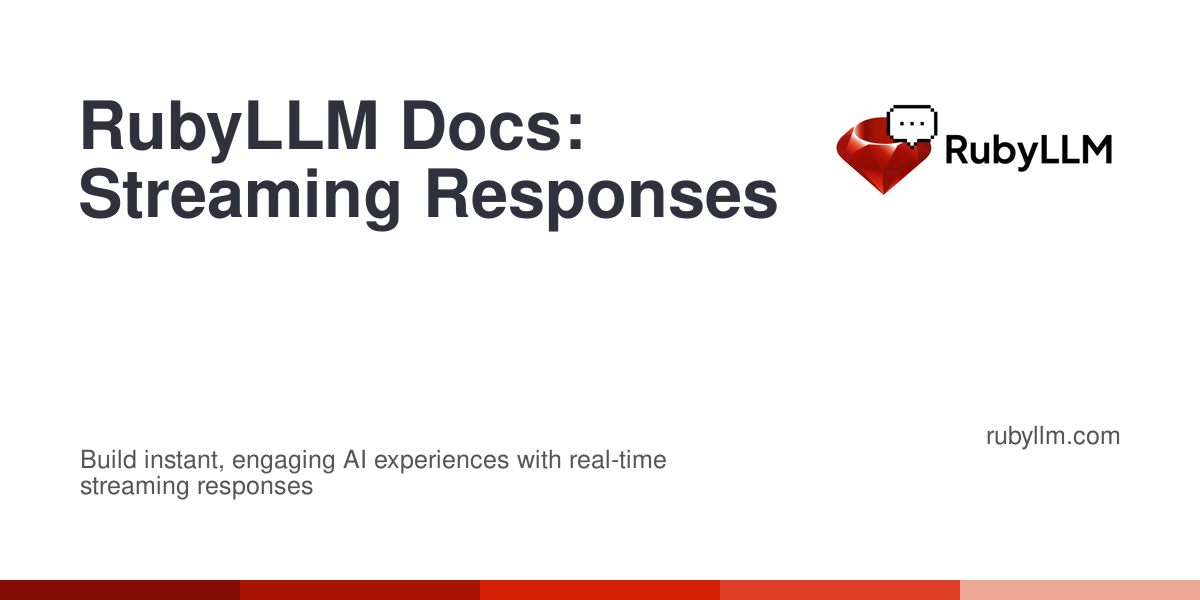 RubyLLM Docs:
Streaming Responses
RubyLLM
Build instant, engaging AI experiences with real-time
streaming responses
rubyllm.com